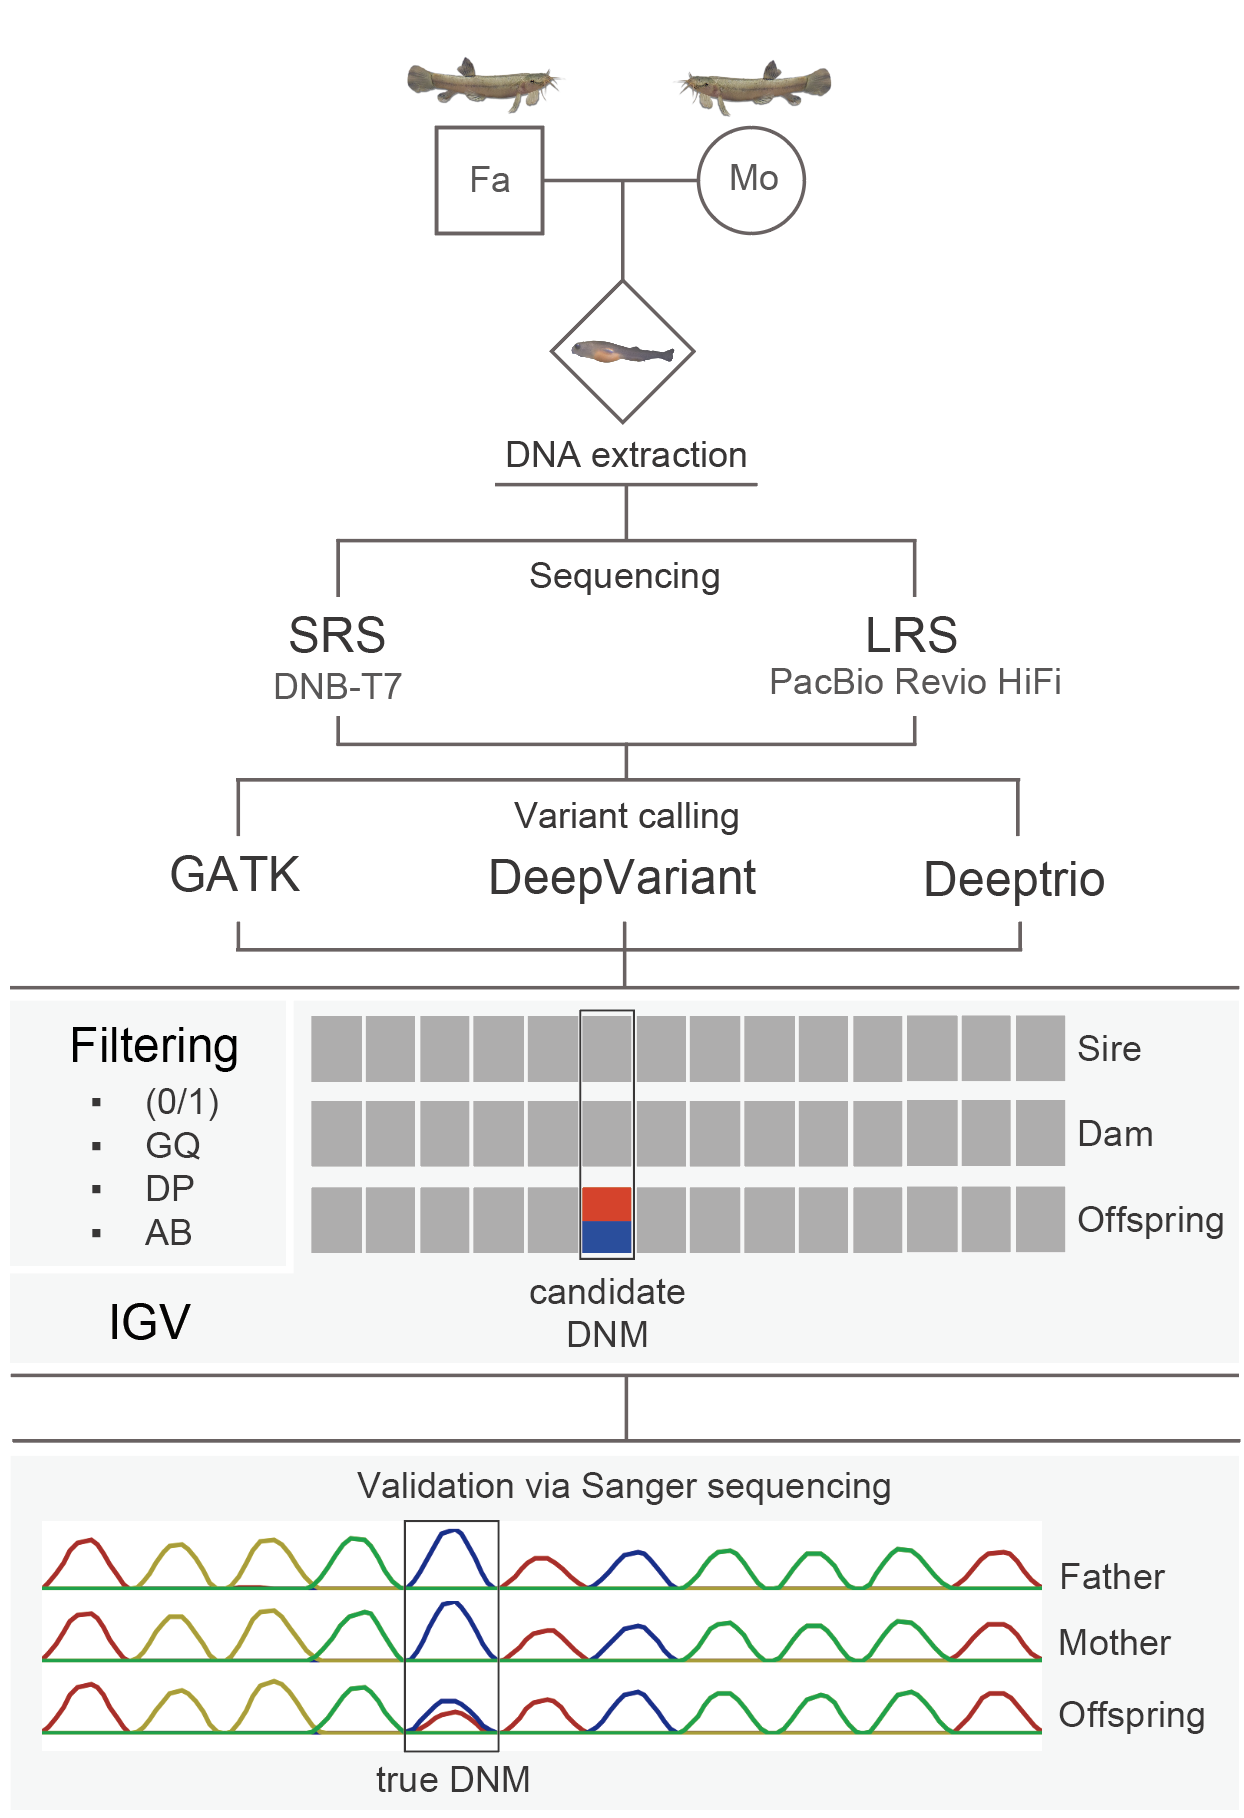 Fa
Mo
DNA extraction
Sequencing
SRS
LRS
DNB-T7
PacBio Revio HiFi
Variant calling
GATK
DeepVariant
Deeptrio
Filtering
▪ (0/1)
▪ GQ
▪ DP
▪ AB
IGV
Sire
Dam
Offspring
candidate
DNM
Validation via Sanger sequencing
Father
Mother
Offspring
true DNM